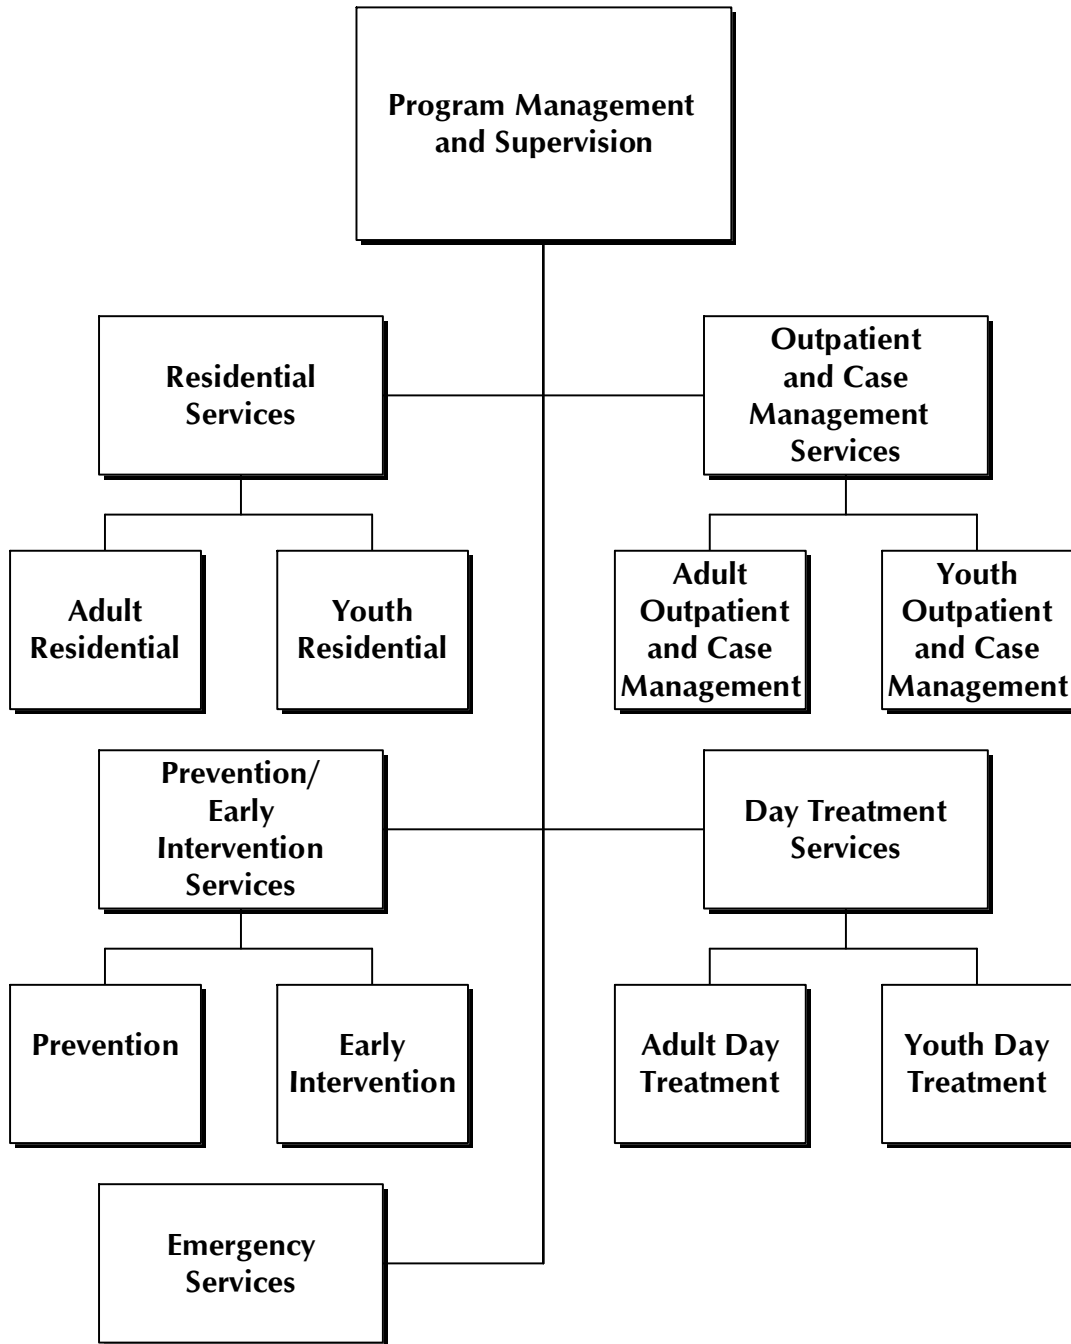 Program Management
and Supervision
Residential
Services
Outpatient
and Case
Management
Services
Adult
Residential
Youth
Residential
Adult
Outpatient
and Case
Management
Youth
Outpatient
and Case
Management
Prevention/
Early
Intervention
Services
Day Treatment
Services
Prevention
Early
Intervention
Adult Day
Treatment
Youth Day
Treatment
Emergency
Services